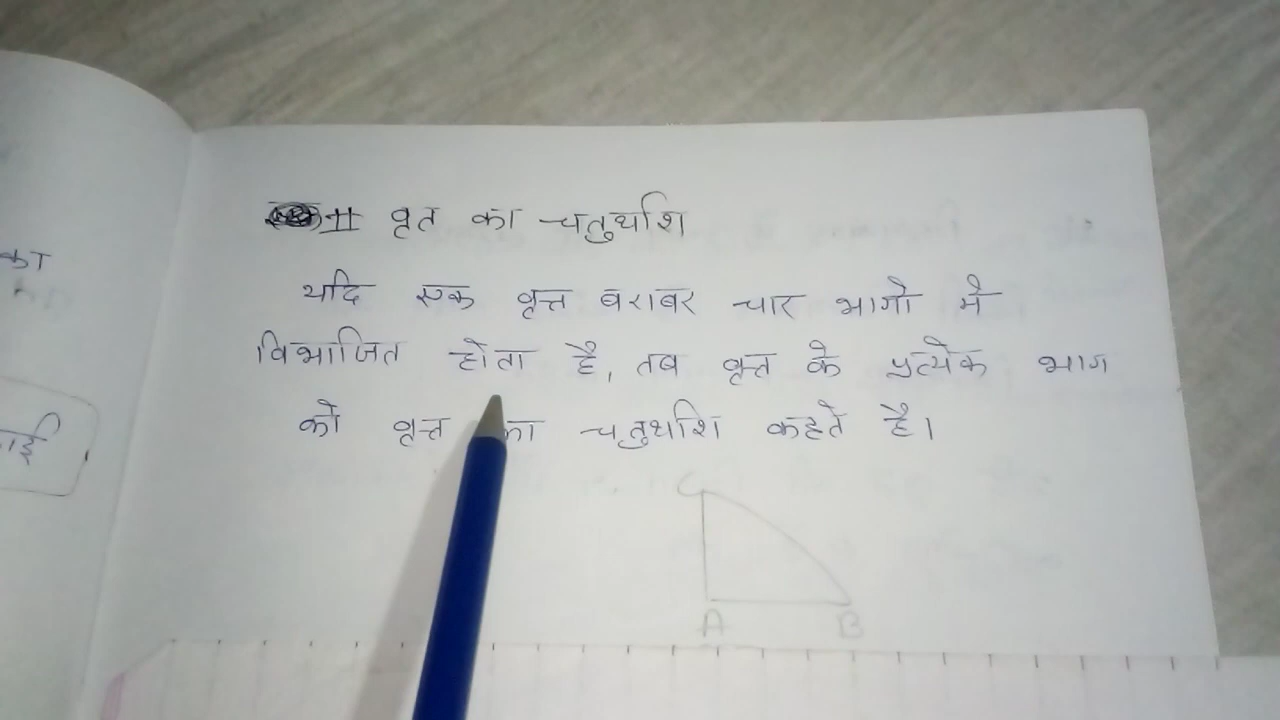 का
ाई
11 वृत का चतुर्थाश
यदि एक वृत्त बराबर चार भागो मे
विभाजित होता है, तब वृत्त के प्रत्येक भाग
को वृत्त का चतुर्थाश कहते है।
C
A B